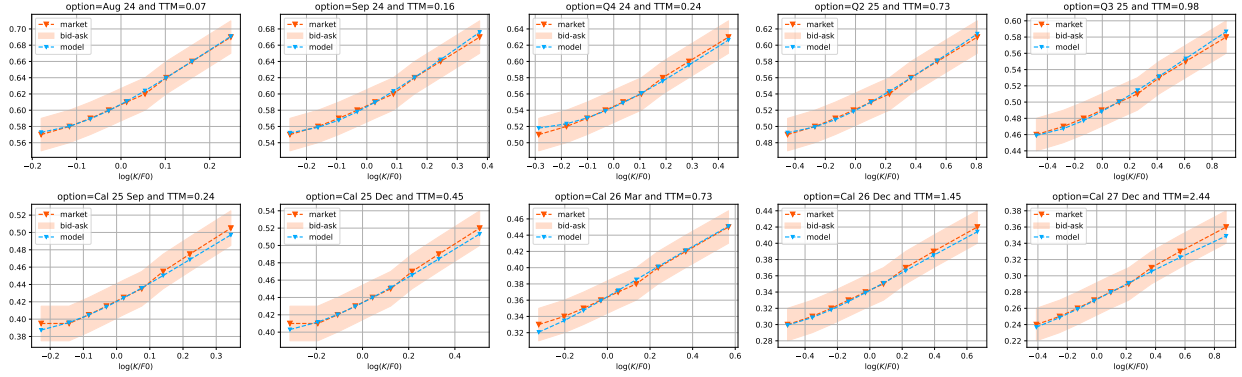 option=Aug 24 and TTM=0.07
market
bid-ask
model
0.70
0.68
0.66
0.64
0.62
0.60
0.58
0.56
−0.2
−0.1
0.0
0.1
0.2
log(K/F0)
option=Sep 24 and TTM=0.16
market
bid-ask
model
0.68
0.66
0.64
0.62
0.60
0.58
0.56
−0.2
−0.1
0.0
0.1
0.2
0.3
0.4
log(K/F0)
option=Q4 24 and TTM=0.24
market
bid-ask
model
0.64
0.62
0.60
0.58
0.56
0.54
0.52
0.50
−0.3
−0.2
−0.1
0.0
0.1
0.2
0.3
0.4
log(K/F0)
option=Q2 25 and TTM=0.73
market
bid-ask
model
0.62
0.60
0.58
0.56
0.54
0.52
0.50
0.48
−0.4
−0.2
0.0
0.2
0.4
0.6
0.8
log(K/F0)
option=Q3 25 and TTM=0.98
market
bid-ask
model
0.60
0.58
0.56
0.54
0.52
0.50
0.48
0.46
0.44
−0.4
−0.2
0.0
0.2
0.4
0.6
0.8
log(K/F0)
option=Cal 25 Sep and TTM=0.24
market
bid-ask
model
0.52
0.50
0.48
0.46
0.44
0.42
0.40
0.38
−0.2
−0.1
0.0
0.1
0.2
0.3
log(K/F0)
option=Cal 25 Dec and TTM=0.45
market
bid-ask
model
0.54
0.52
0.50
0.48
0.46
0.44
0.42
0.40
−0.2
0.0
0.2
0.4
log(K/F0)
option=Cal 26 Mar and TTM=0.73
market
bid-ask
model
0.46
0.44
0.42
0.40
0.38
0.36
0.34
0.32
−0.2
0.0
0.2
0.4
0.6
log(K/F0)
option=Cal 26 Dec and TTM=1.45
market
bid-ask
model
0.44
0.42
0.40
0.38
0.36
0.34
0.32
0.30
0.28
−0.4
−0.2
0.0
0.2
0.4
0.6
log(K/F0)
option=Cal 27 Dec and TTM=2.44
market
bid-ask
model
0.38
0.36
0.34
0.32
0.30
0.28
0.26
0.24
0.22
−0.4
−0.2
0.0
0.2
0.4
0.6
0.8
log(K/F0)